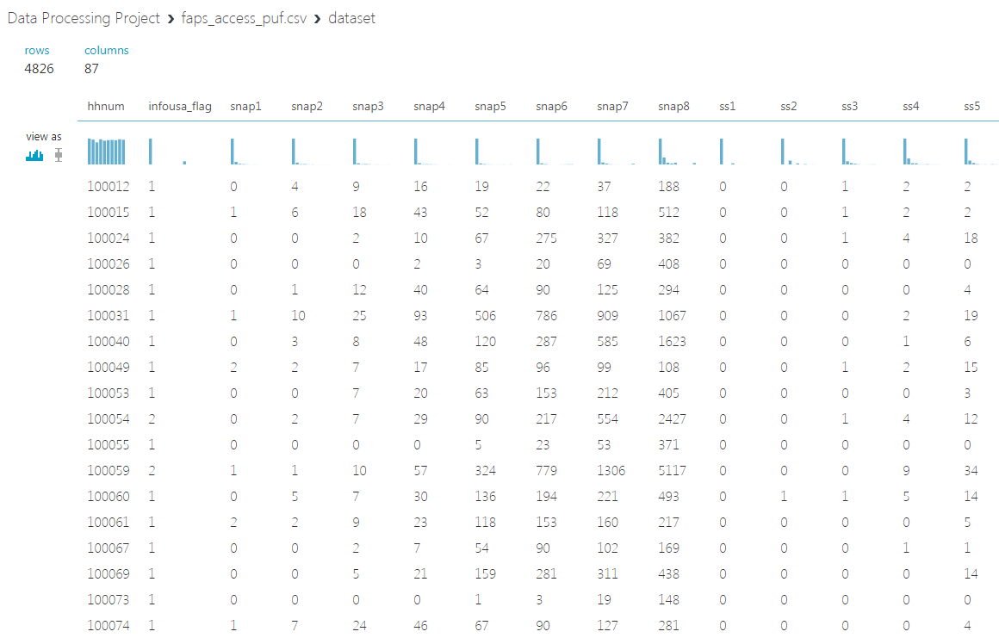 Data Processing Project > faps_access_puf.csv > dataset
rows columns
4826 87
hhnum infousa_flag snap1 snap2 snap3 snap4 snap5 snap6 snap7 snap8 ss1 ss2 ss3 ss4 ss5
view as
100012 1 0 4 9 16 19 22 37 188 0 0 1 2 2
100015 1 1 6 18 43 52 80 118 512 0 0 1 2 2
100024 1 0 0 2 10 67 275 327 382 0 0 1 4 18
100026 1 0 0 0 2 3 20 69 408 0 0 0 0 0
100028 1 0 1 12 40 64 90 125 294 0 0 0 0 4
100031 1 1 10 25 93 506 786 909 1067 0 0 0 2 19
100040 1 0 3 8 48 120 287 585 1623 0 0 0 1 6
100049 1 2 2 7 17 85 96 99 108 0 0 1 2 15
100053 1 0 0 7 20 63 153 212 405 0 0 0 0 3
100054 2 0 2 7 29 90 217 554 2427 0 0 1 4 12
100055 1 0 0 0 0 5 23 53 371 0 0 0 0 0
100059 2 1 1 10 57 324 779 1306 5117 0 0 0 9 34
100060 1 0 5 7 30 136 194 221 493 0 1 1 5 14
100061 1 2 2 9 23 118 153 160 217 0 0 0 0 5
100067 1 0 0 2 7 54 90 102 169 0 0 0 1 1
100069 1 0 0 5 21 159 281 311 438 0 0 0 0 14
100073 1 0 0 0 0 1 3 19 148 0 0 0 0 0
100074 1 1 7 24 46 67 90 127 281 0 0 0 0 4